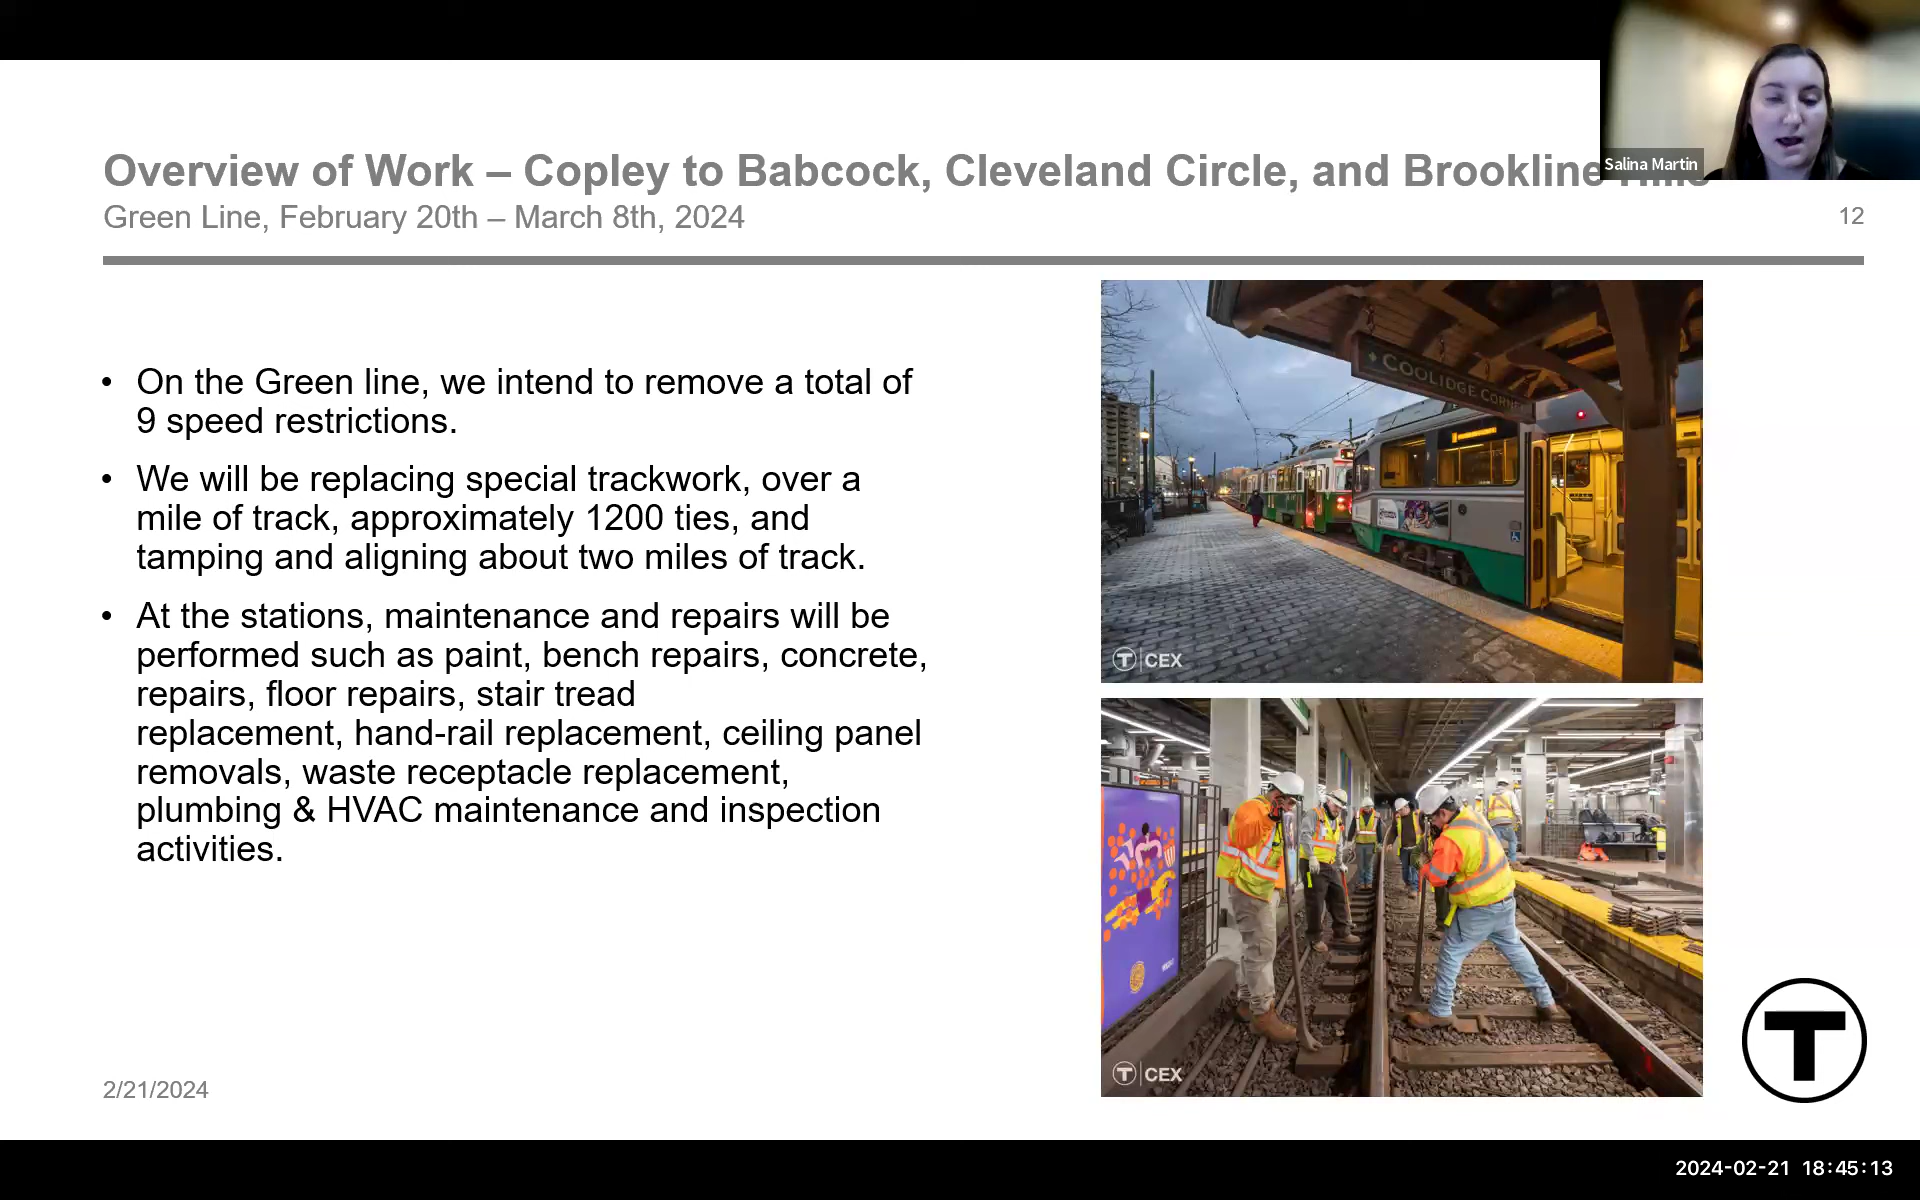 Overview of Work – Copley to Babcock, Cleveland Circle, and Brookline Hills
Salina Martin
Green Line, February 20th – March 8th, 2024
12
• On the Green line, we intend to remove a total of
9 speed restrictions.
• We will be replacing special trackwork, over a
mile of track, approximately 1200 ties, and
tamping and aligning about two miles of track.
• At the stations, maintenance and repairs will be
performed such as paint, bench repairs, concrete,
repairs, floor repairs, stair tread
replacement, hand-rail replacement, ceiling panel
removals, waste receptacle replacement,
plumbing & HVAC maintenance and inspection
activities.
COOLIDGE CORNER
T CEX
T CEX
T
2/21/2024
2024-02-21 18:45:13